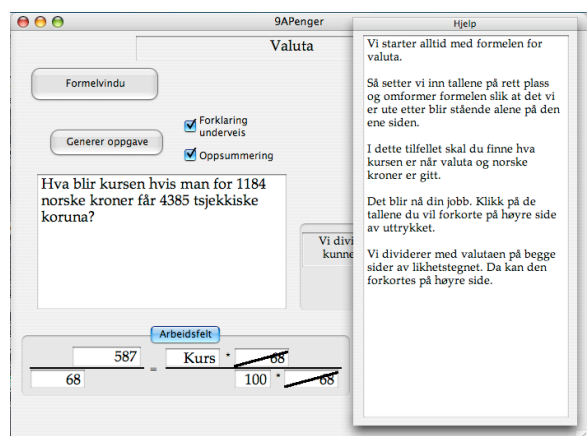 9APenger
Valuta
Formelvindu
Generer oppgave
Forklaring
underveis
Oppsummering
Hva blir kursen hvis man for 1184
norske kroner får 4385 tsjekkiske
koruna?
Vi divi
kunne
Arbeidsfelt
587 = Kurs * 68
68 100 * 68
Hjelp
Vi starter alltid med formelen for
valuta.
Så setter vi inn tallene på rett plass
og omformer formelen slik at det vi
er ute etter blir stående alene på den
ene siden.
I dette tilfellet skal du finne hva
kursen er når valuta og norske
kroner er gitt.
Det blir nå din jobb. Klikk på de
tallene du vil forkorte på høyre side
av uttrykket.
Vi dividerer med valutaen på begge
sider av likhetstegnet. Da kan den
forkortes på høyre side.